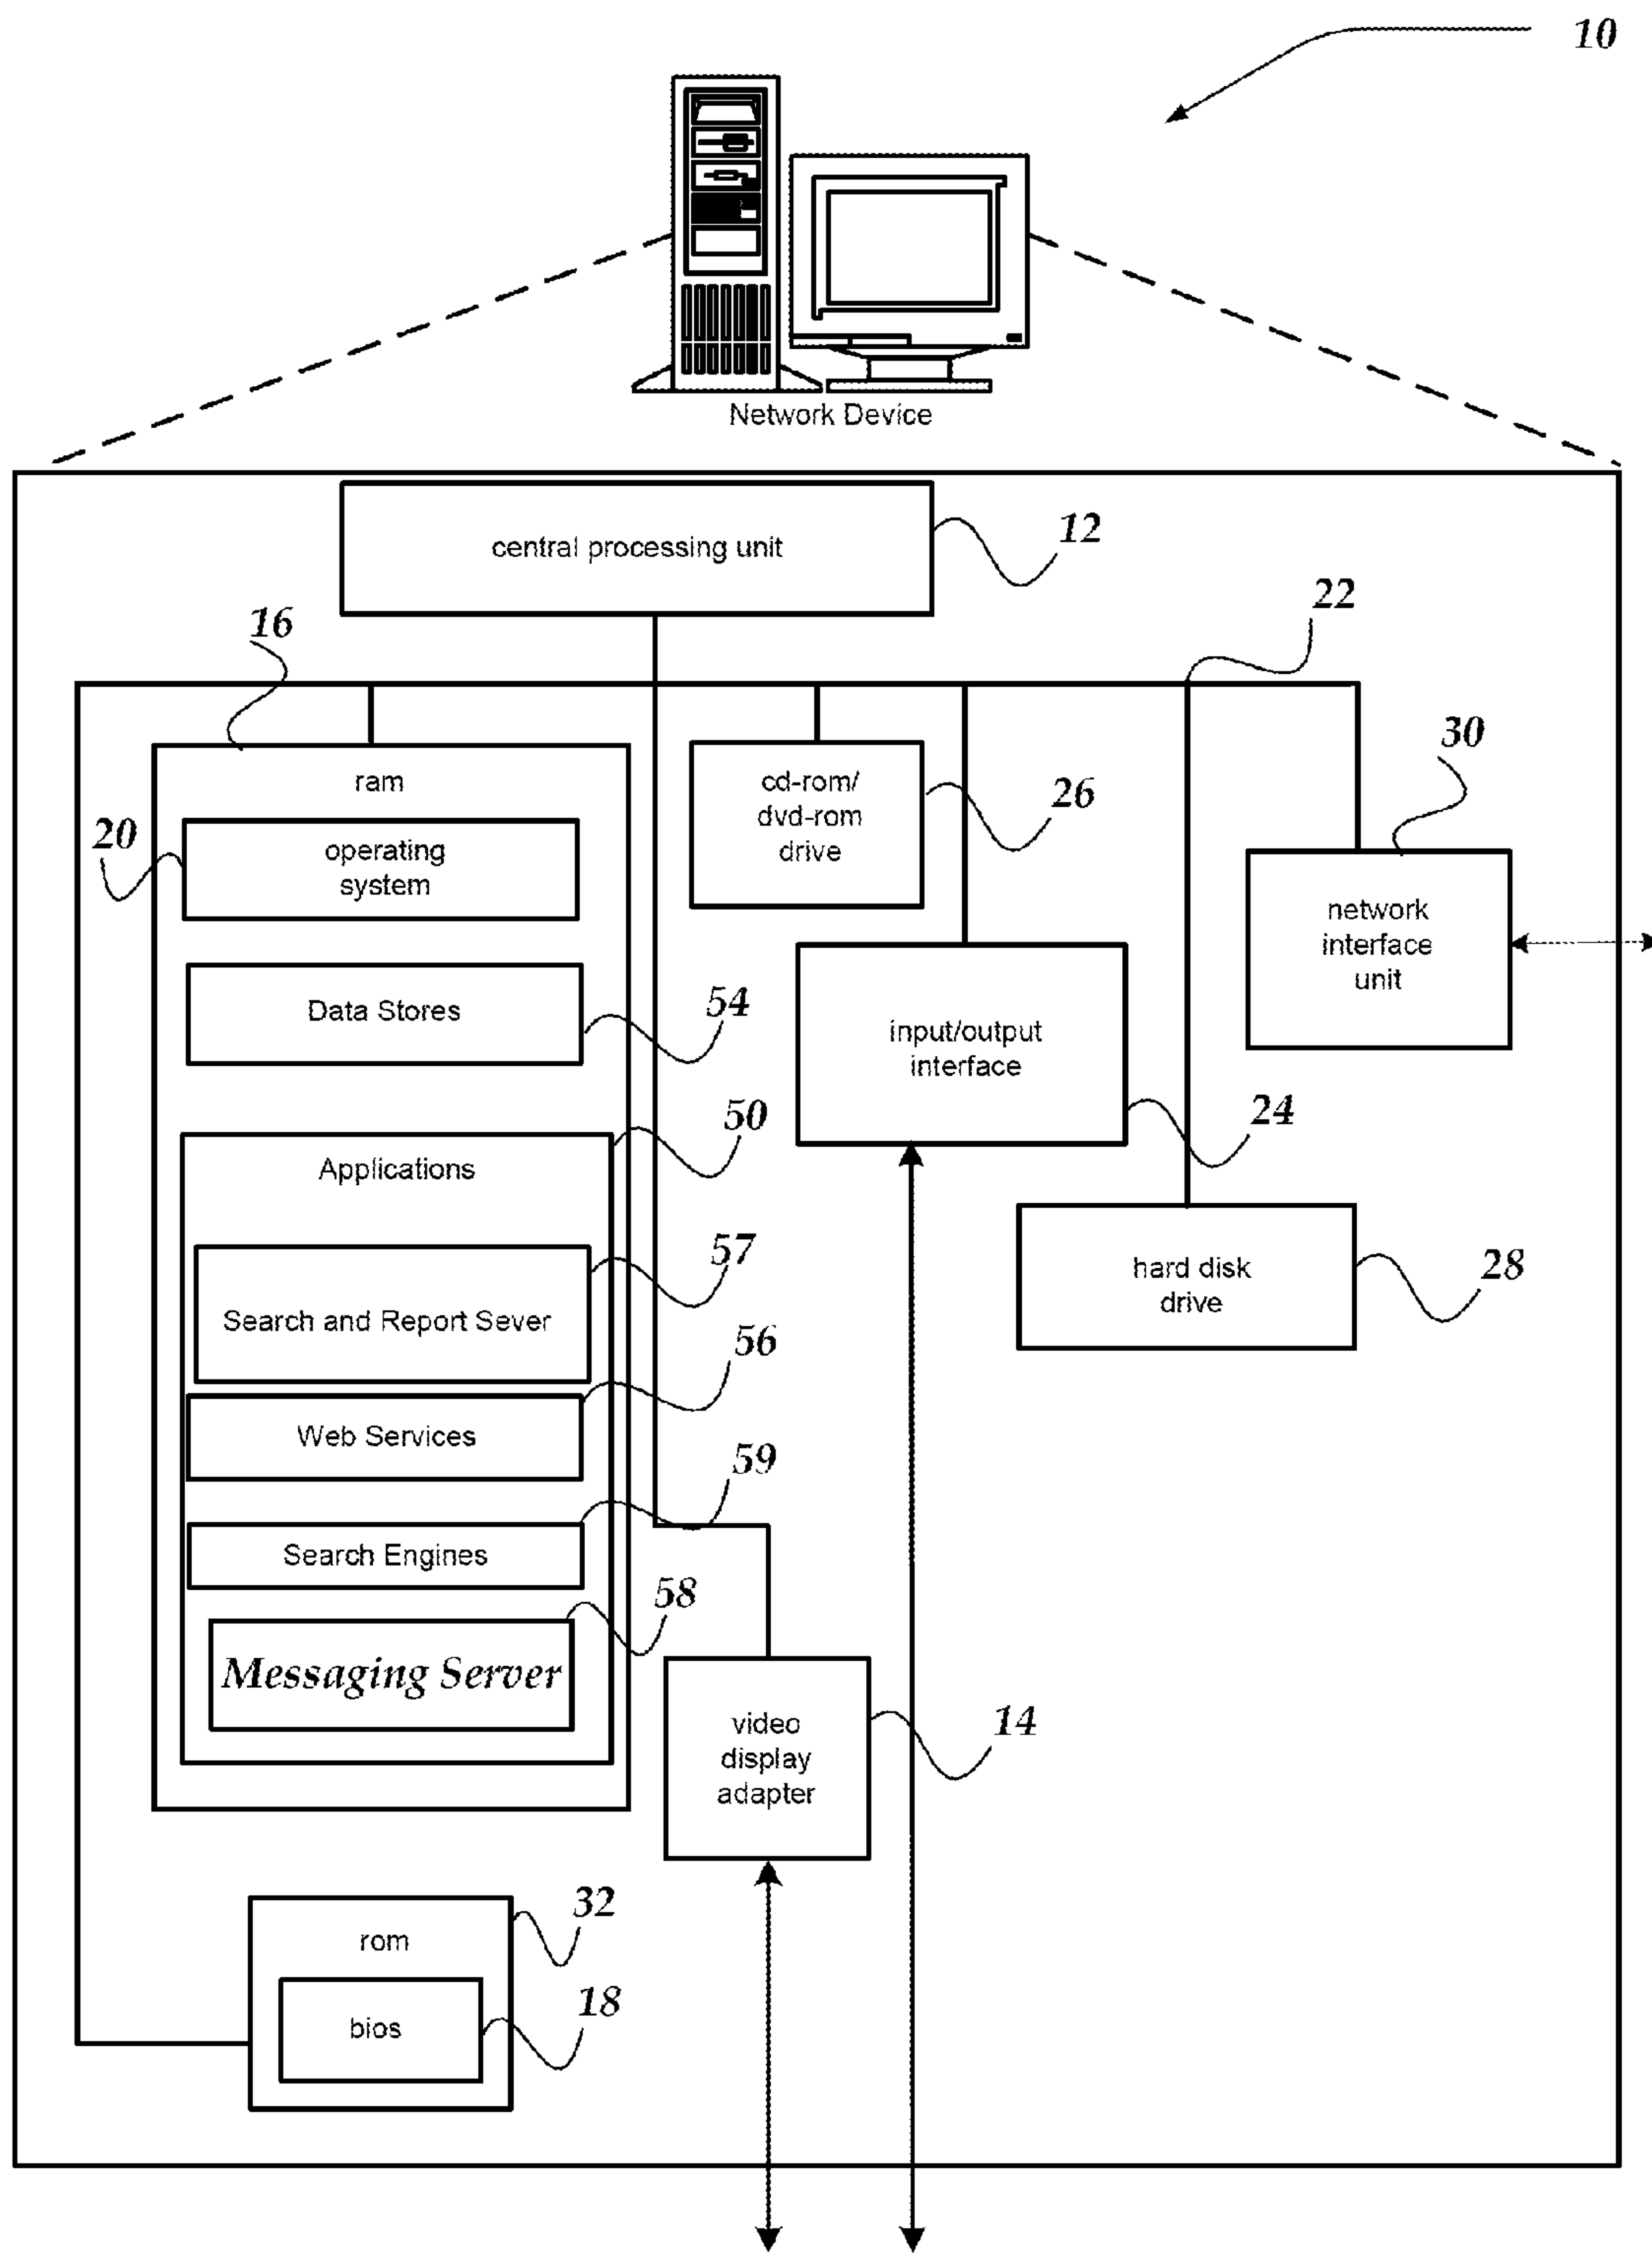 10
Network Device
central processing unit
12
22
16
30
ram
cd-rom/
dvd-rom
drive
26
20
operating
system
network
interface
unit
Data Stores
54
input/output
interface
50
24
Applications
57
hard disk
drive
28
Search and Report Sever
56
Web Services
59
Search Engines
58
Messaging Server
video
display
adapter
14
32
rom
18
bios